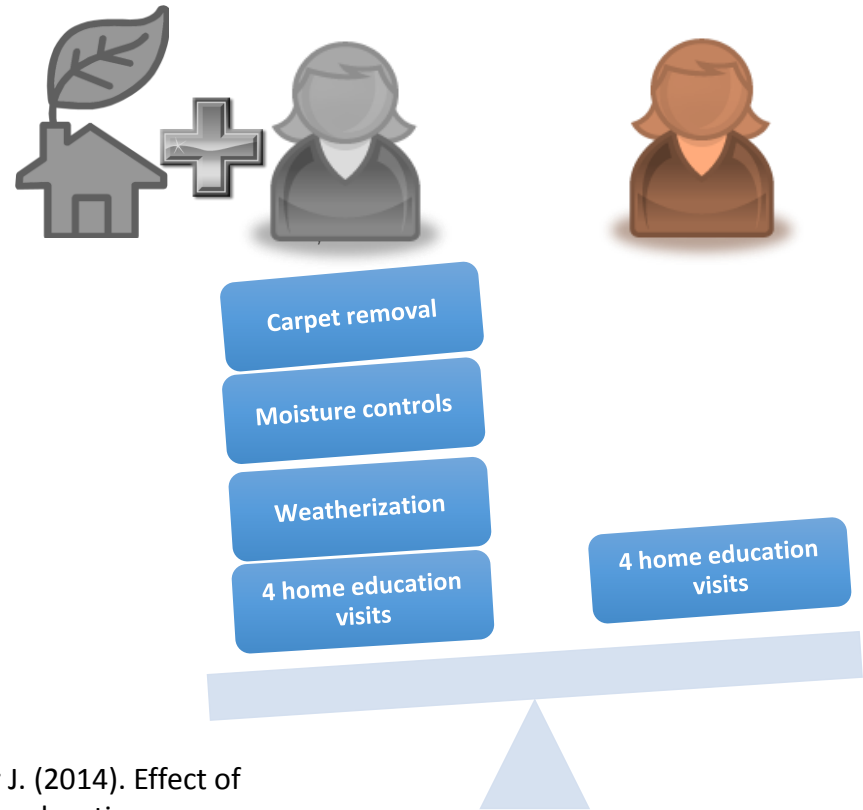 Carpet removal
Moisture controls
Weatherization
4 home education
visits
4 home education
visits
J. (2014). Effect of